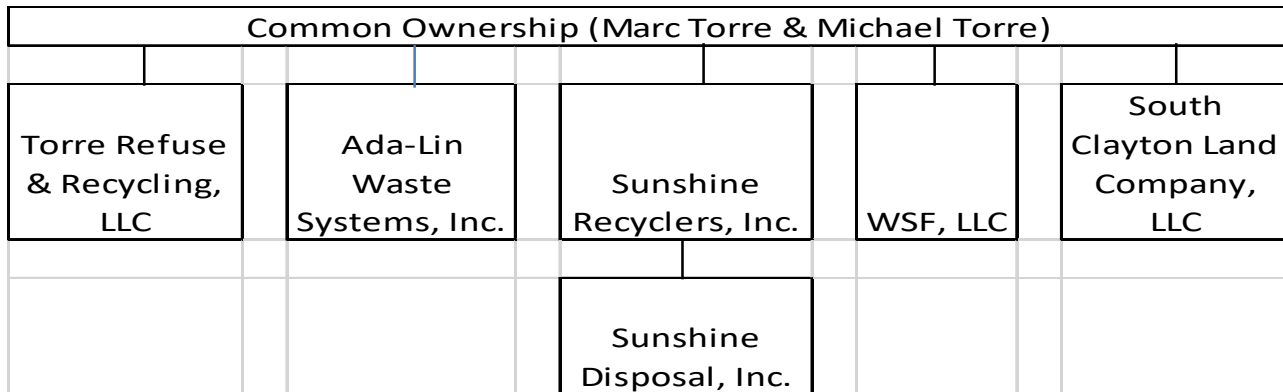 Common Ownership (Marc Torre & Michael Torre)
Torre Refuse
& Recycling,
LLC
Ada-Lin
Waste
Systems, Inc.
Sunshine
Recyclers, Inc.
WSF, LLC
South
Clayton Land
Company,
LLC
Sunshine
Disposal, Inc.